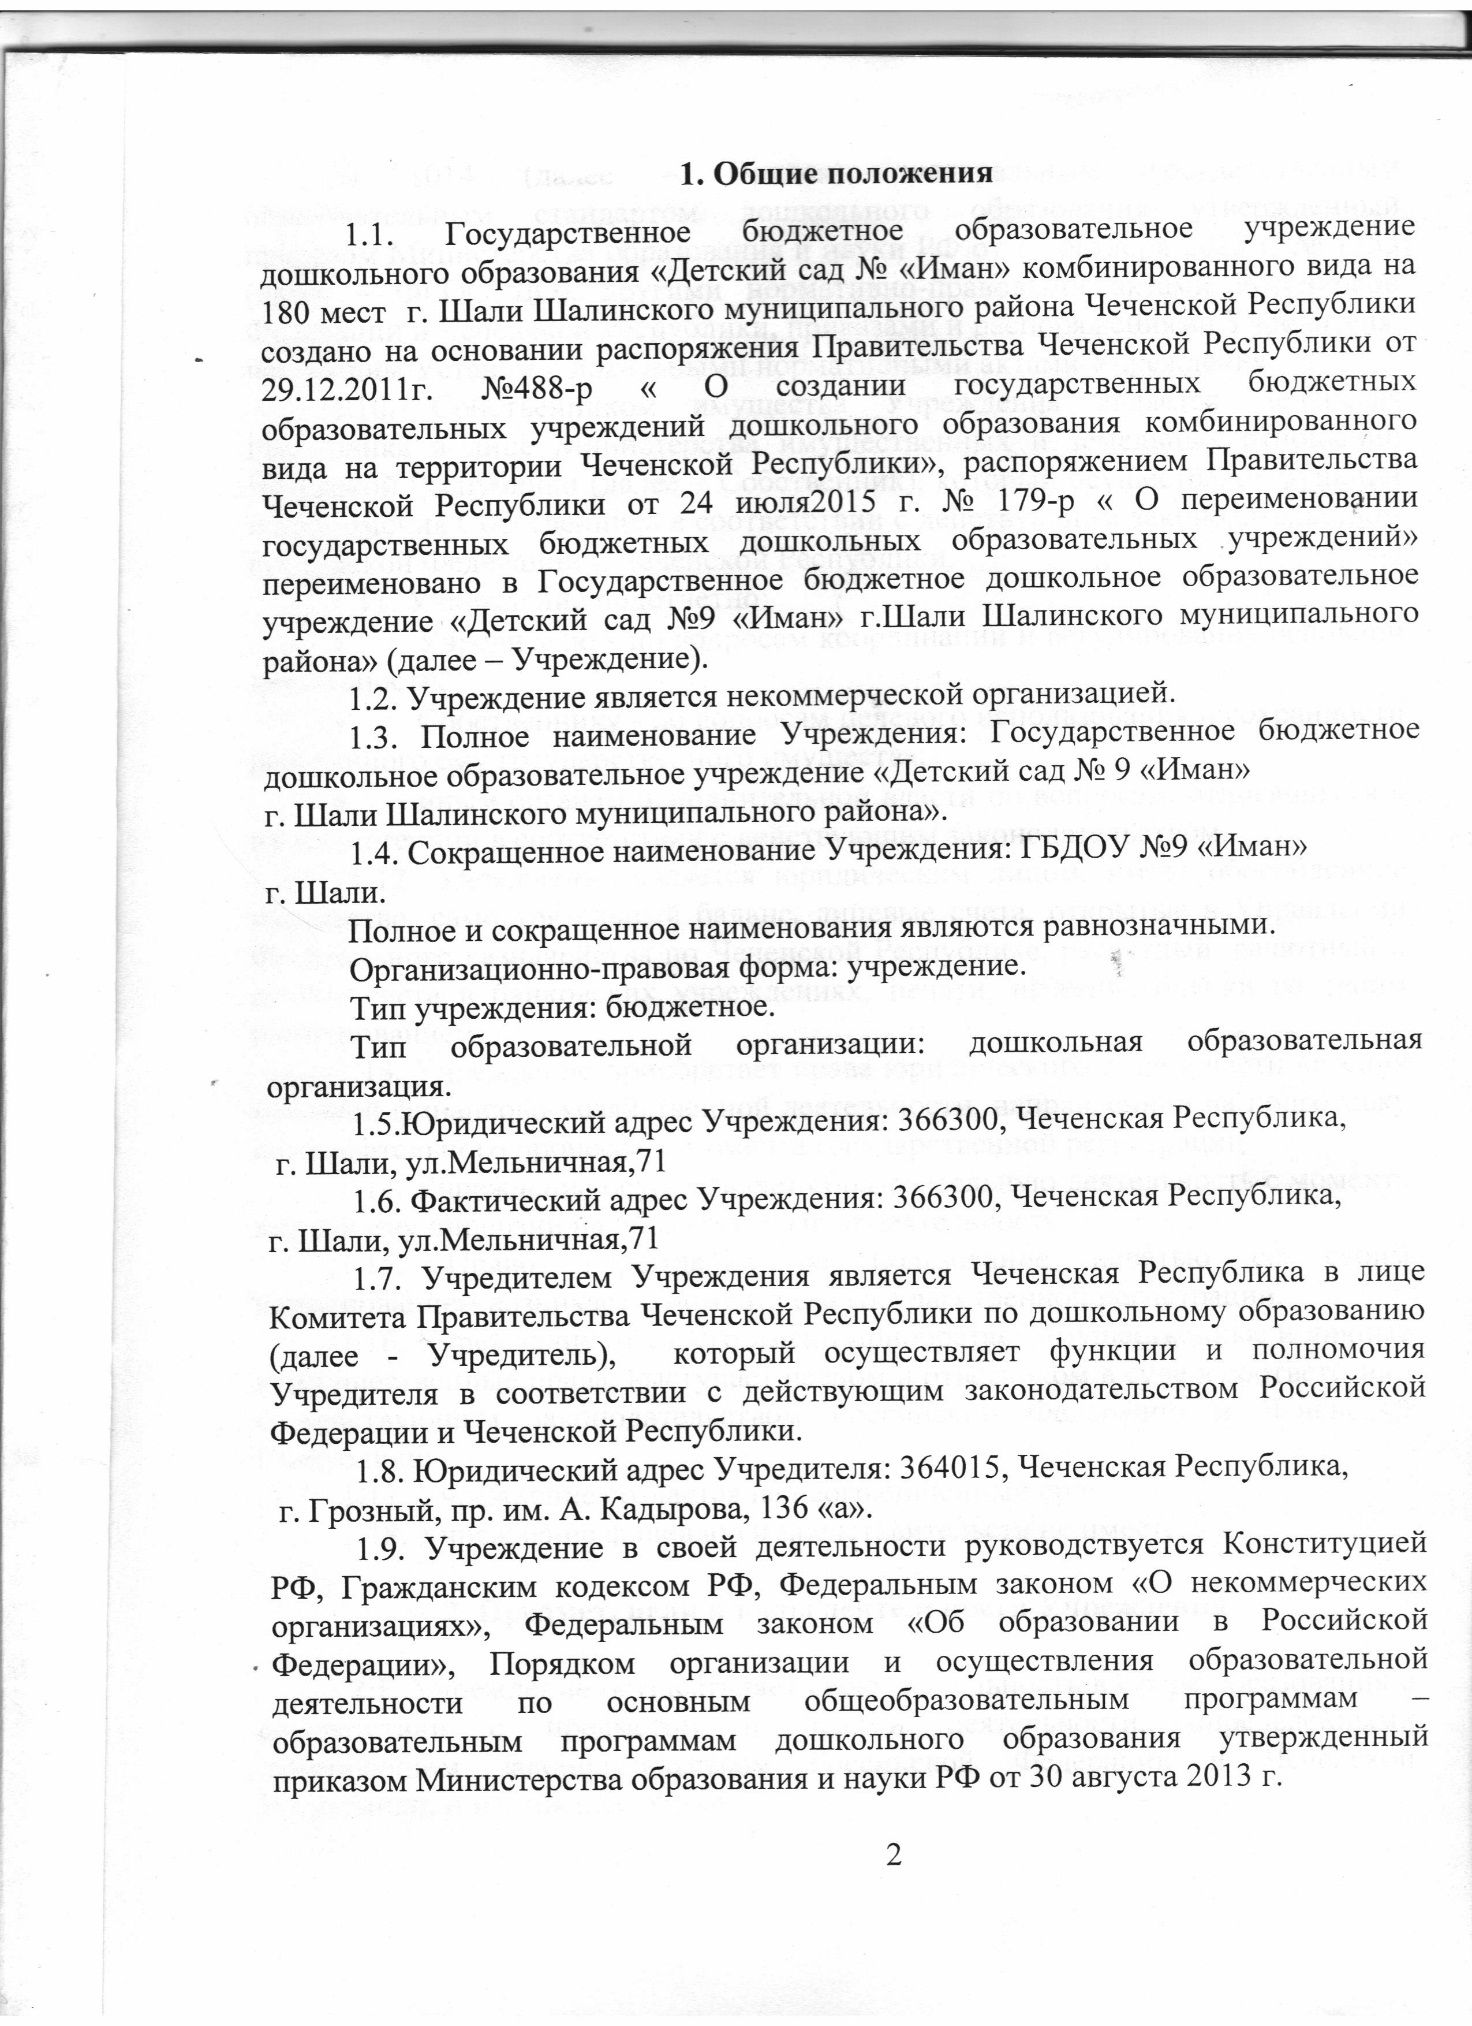 1. Общие положения
1.1. Государственное бюджетное образовательное учреждение
дошкольного образования «Детский сад № «Иман» комбинированного вида на
180 мест г. Шали Шалинского муниципального района Чеченской Республики
создано на основании распоряжения Правительства Чеченской Республики от
29.12.2011г. №488-р « О создании государственных бюджетных
образовательных учреждений дошкольного образования комбинированного
вида на территории Чеченской Республики», распоряжением Правительства
Чеченской Республики от 24 июля2015 г. № 179-р « О переименовании
государственных бюджетных дошкольных образовательных учреждений»
переименовано в Государственное бюджетное дошкольное образовательное
учреждение «Детский сад №9 «Иман» г.Шали Шалинского муниципального
района» (далее – Учреждение).
1.2. Учреждение является некоммерческой организацией.
1.3. Полное наименование Учреждения: Государственное бюджетное
дошкольное образовательное учреждение «Детский сад № 9 «Иман»
г. Шали Шалинского муниципального района».
1.4. Сокращенное наименование Учреждения: ГБДОУ №9 «Иман»
г. Шали.
Полное и сокращенное наименования являются равнозначными.
Организационно-правовая форма: учреждение.
Тип учреждения: бюджетное.
Тип образовательной организации: дошкольная образовательная
организация.
1.5.Юридический адрес Учреждения: 366300, Чеченская Республика,
г. Шали, ул.Мельничная,71
1.6. Фактический адрес Учреждения: 366300, Чеченская Республика,
г. Шали, ул.Мельничная,71
1.7. Учредителем Учреждения является Чеченская Республика в лице
Комитета Правительства Чеченской Республики по дошкольному образованию
(далее - Учредитель), который осуществляет функции и полномочия
Учредителя в соответствии с действующим законодательством Российской
Федерации и Чеченской Республики.
1.8. Юридический адрес Учредителя: 364015, Чеченская Республика,
г. Грозный, пр. им. А. Кадырова, 136 «а».
1.9. Учреждение в своей деятельности руководствуется Конституцией
РФ, Гражданским кодексом РФ, Федеральным законом «О некоммерческих
организациях», Федеральным законом «Об образовании в Российской
Федерации», Порядком организации и осуществления образовательной
деятельности по основным общеобразовательным программам –
образовательным программам дошкольного образования утвержденный
приказом Министерства образования и науки РФ от 30 августа 2013 г.
2